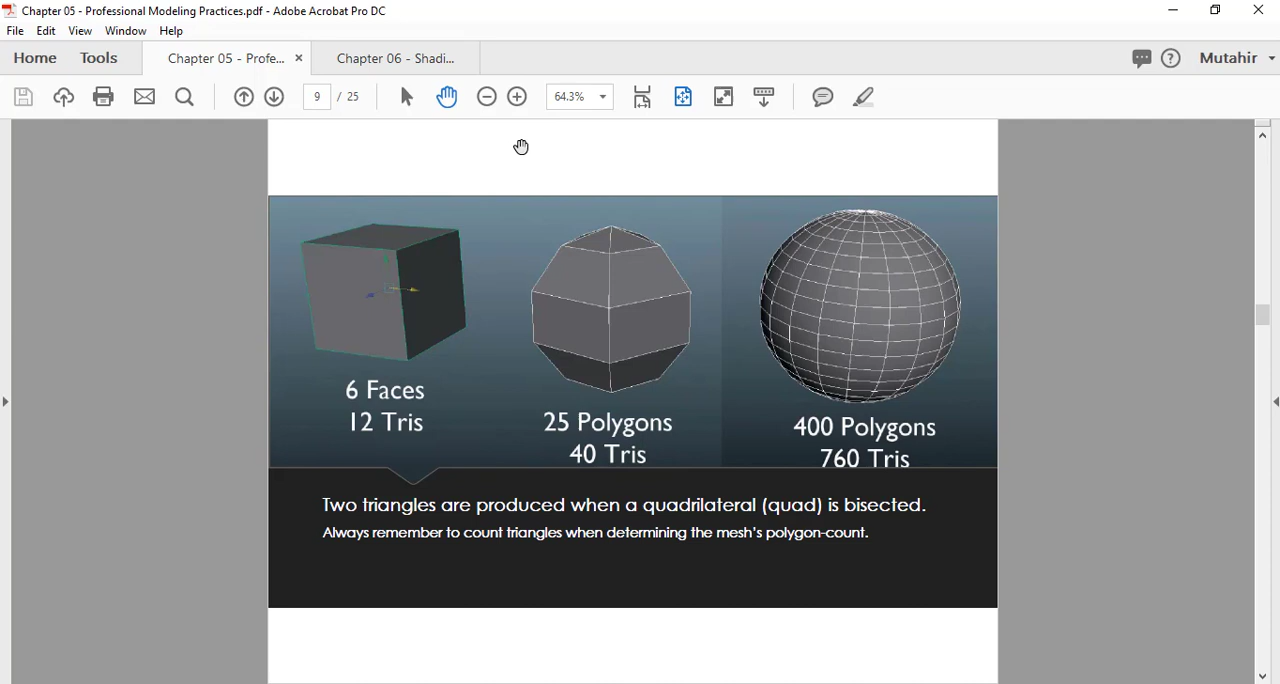 Chapter 05 - Professional Modeling Practices.pdf - Adobe Acrobat Pro DC
File Edit View Window Help
Home Tools Chapter 05 - Profe... × Chapter 06 - Shadi... Mutahir
9 / 25 64.3%
6 Faces
12 Tris
25 Polygons
40 Tris
400 Polygons
760 Tris
Two triangles are produced when a quadrilateral (quad) is bisected.
Always remember to count triangles when determining the mesh's polygon-count.